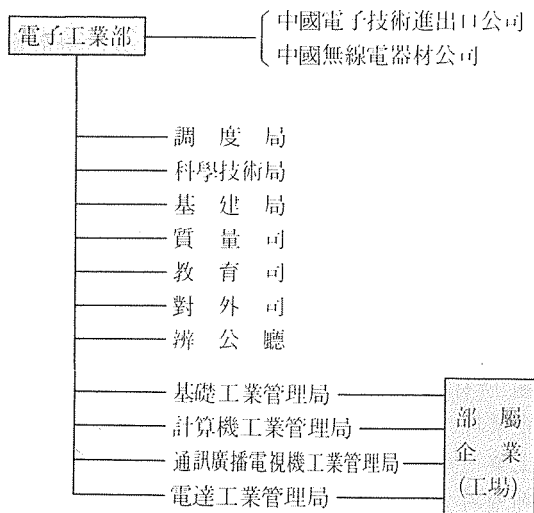 電子工業部
中國電子技術進出口公司
中國無線電器材公司
調度局
科學技術局
基建局
質量司
教育司
對外司
辨公廳
基礎工業管理局
計算機工業管理局
通訊廣播電視機工業管理局
電達工業管理局
部屬
企業
(工場)